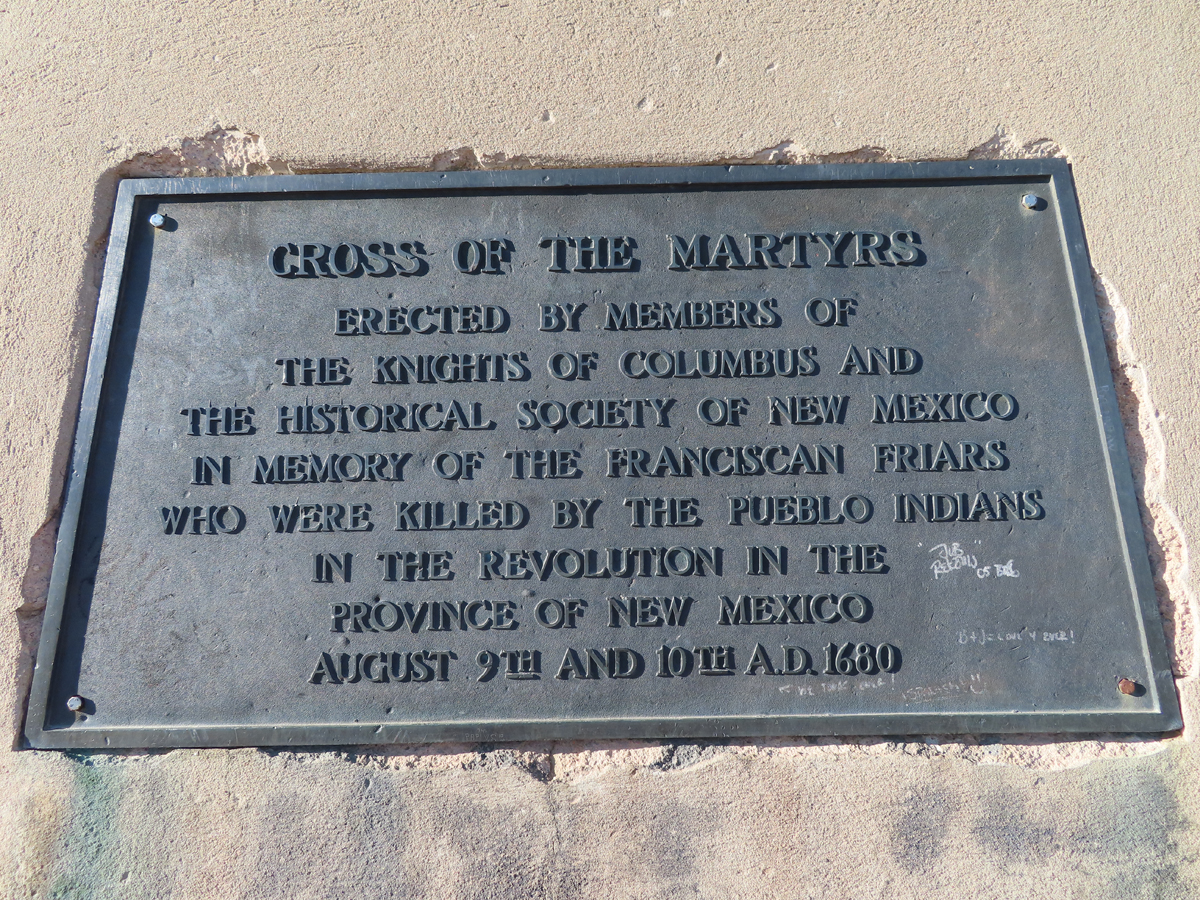 CROSS OF THE MARTYRS
ERECTED BY MEMBERS OF
THE KNIGHTS OF COLUMBUS AND
THE HISTORICAL SOCIETY OF NEW MEXICO
IN MEMORY OF THE FRANCISCAN FRIARS
WHO WERE KILLED BY THE PUEBLO INDIANS
IN THE REVOLUTION IN THE
PROVINCE OF NEW MEXICO
AUGUST 9TH AND 10TH A.D. 1680